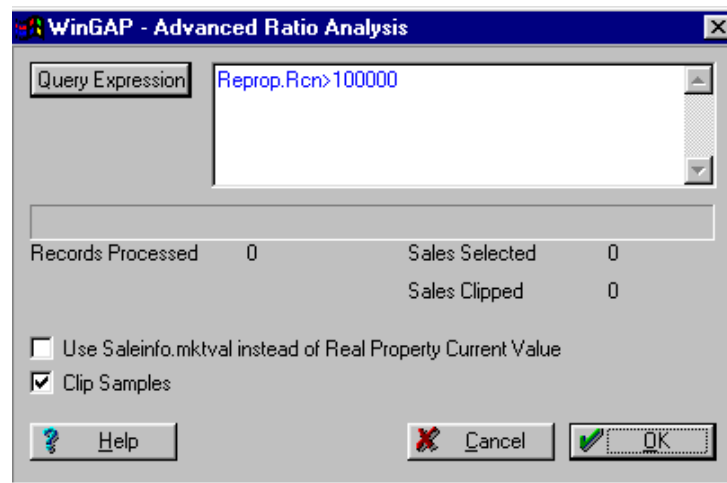 WinGAP - Advanced Ratio Analysis
Query Expression Reprop.Rcn>100000
Records Processed 0 Sales Selected 0
Sales Clipped 0
Use Saleinfo.mktval instead of Real Property Current Value
Clip Samples
Help Cancel OK